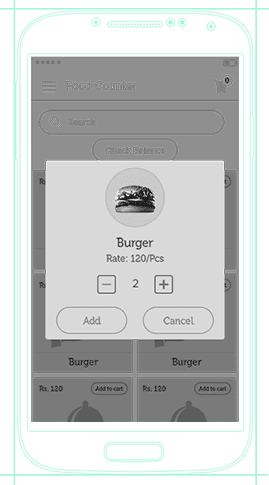 Food Counter
0
Search
Check Balance
Rs.
Burger
Rate: 120/Pcs
2
Add
Cancel
Burger
Burger
Rs. 120
Add to cart
Rs. 120
Add to cart